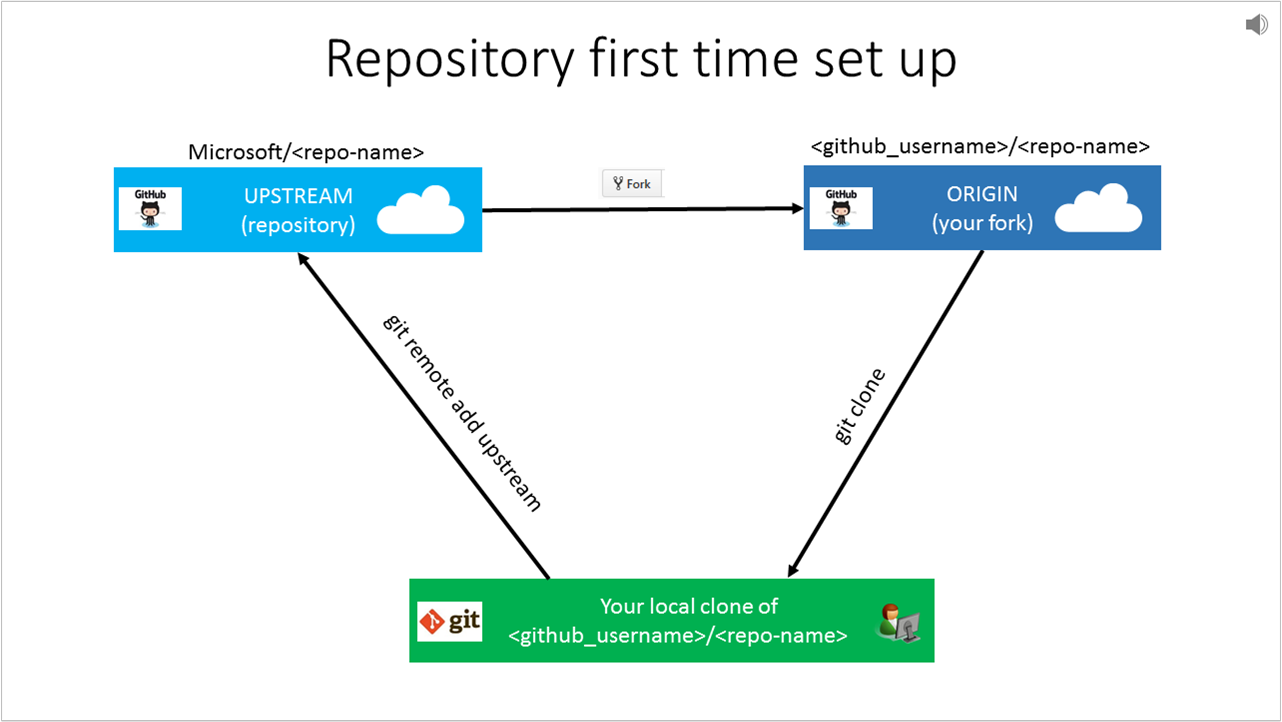 Repository first time set up
Microsoft/<repo-name>
<github_username>/<repo-name>
GitHub
UPSTREAM
(repository)
Fork
GitHub
ORIGIN
(your fork)
git remote add upstream
git clone
git
Your local clone of
<github_username>/<repo-name>